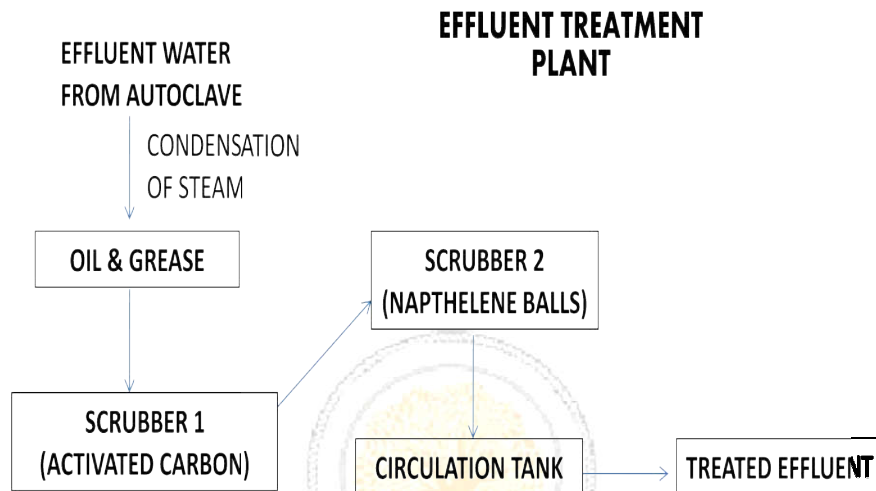 EFFLUENT TREATMENT
PLANT
EFFLUENT WATER
FROM AUTOCLAVE
CONDENSATION
OF STEAM
OIL & GREASE
SCRUBBER 1
(ACTIVATED CARBON)
SCRUBBER 2
(NAPTHELENE BALLS)
CIRCULATION TANK
TREATED EFFLUENT